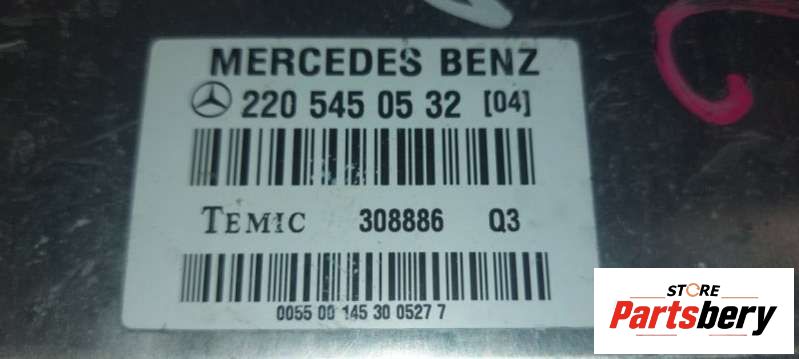 MERCEDES BENZ
220 545 05 32 [04]
TEMIC 308886 Q3
0055 00 145 30 0527 7
STORE
Partsbery